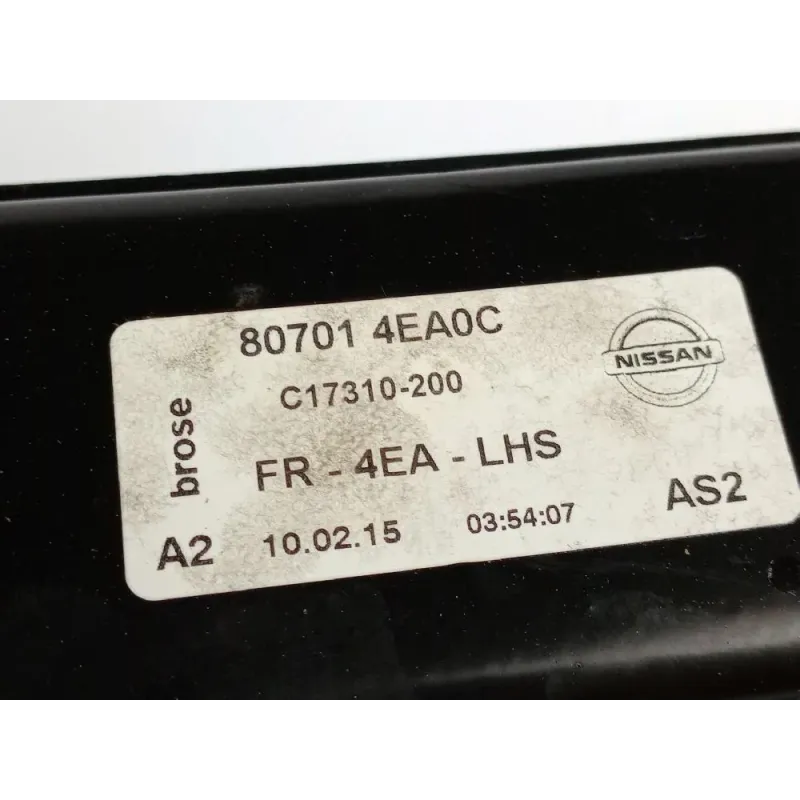 80701 4EA0C
NISSAN
brose
C17310-200
FR - 4EA - LHS
A2 10.02.15 03:54:07 AS2